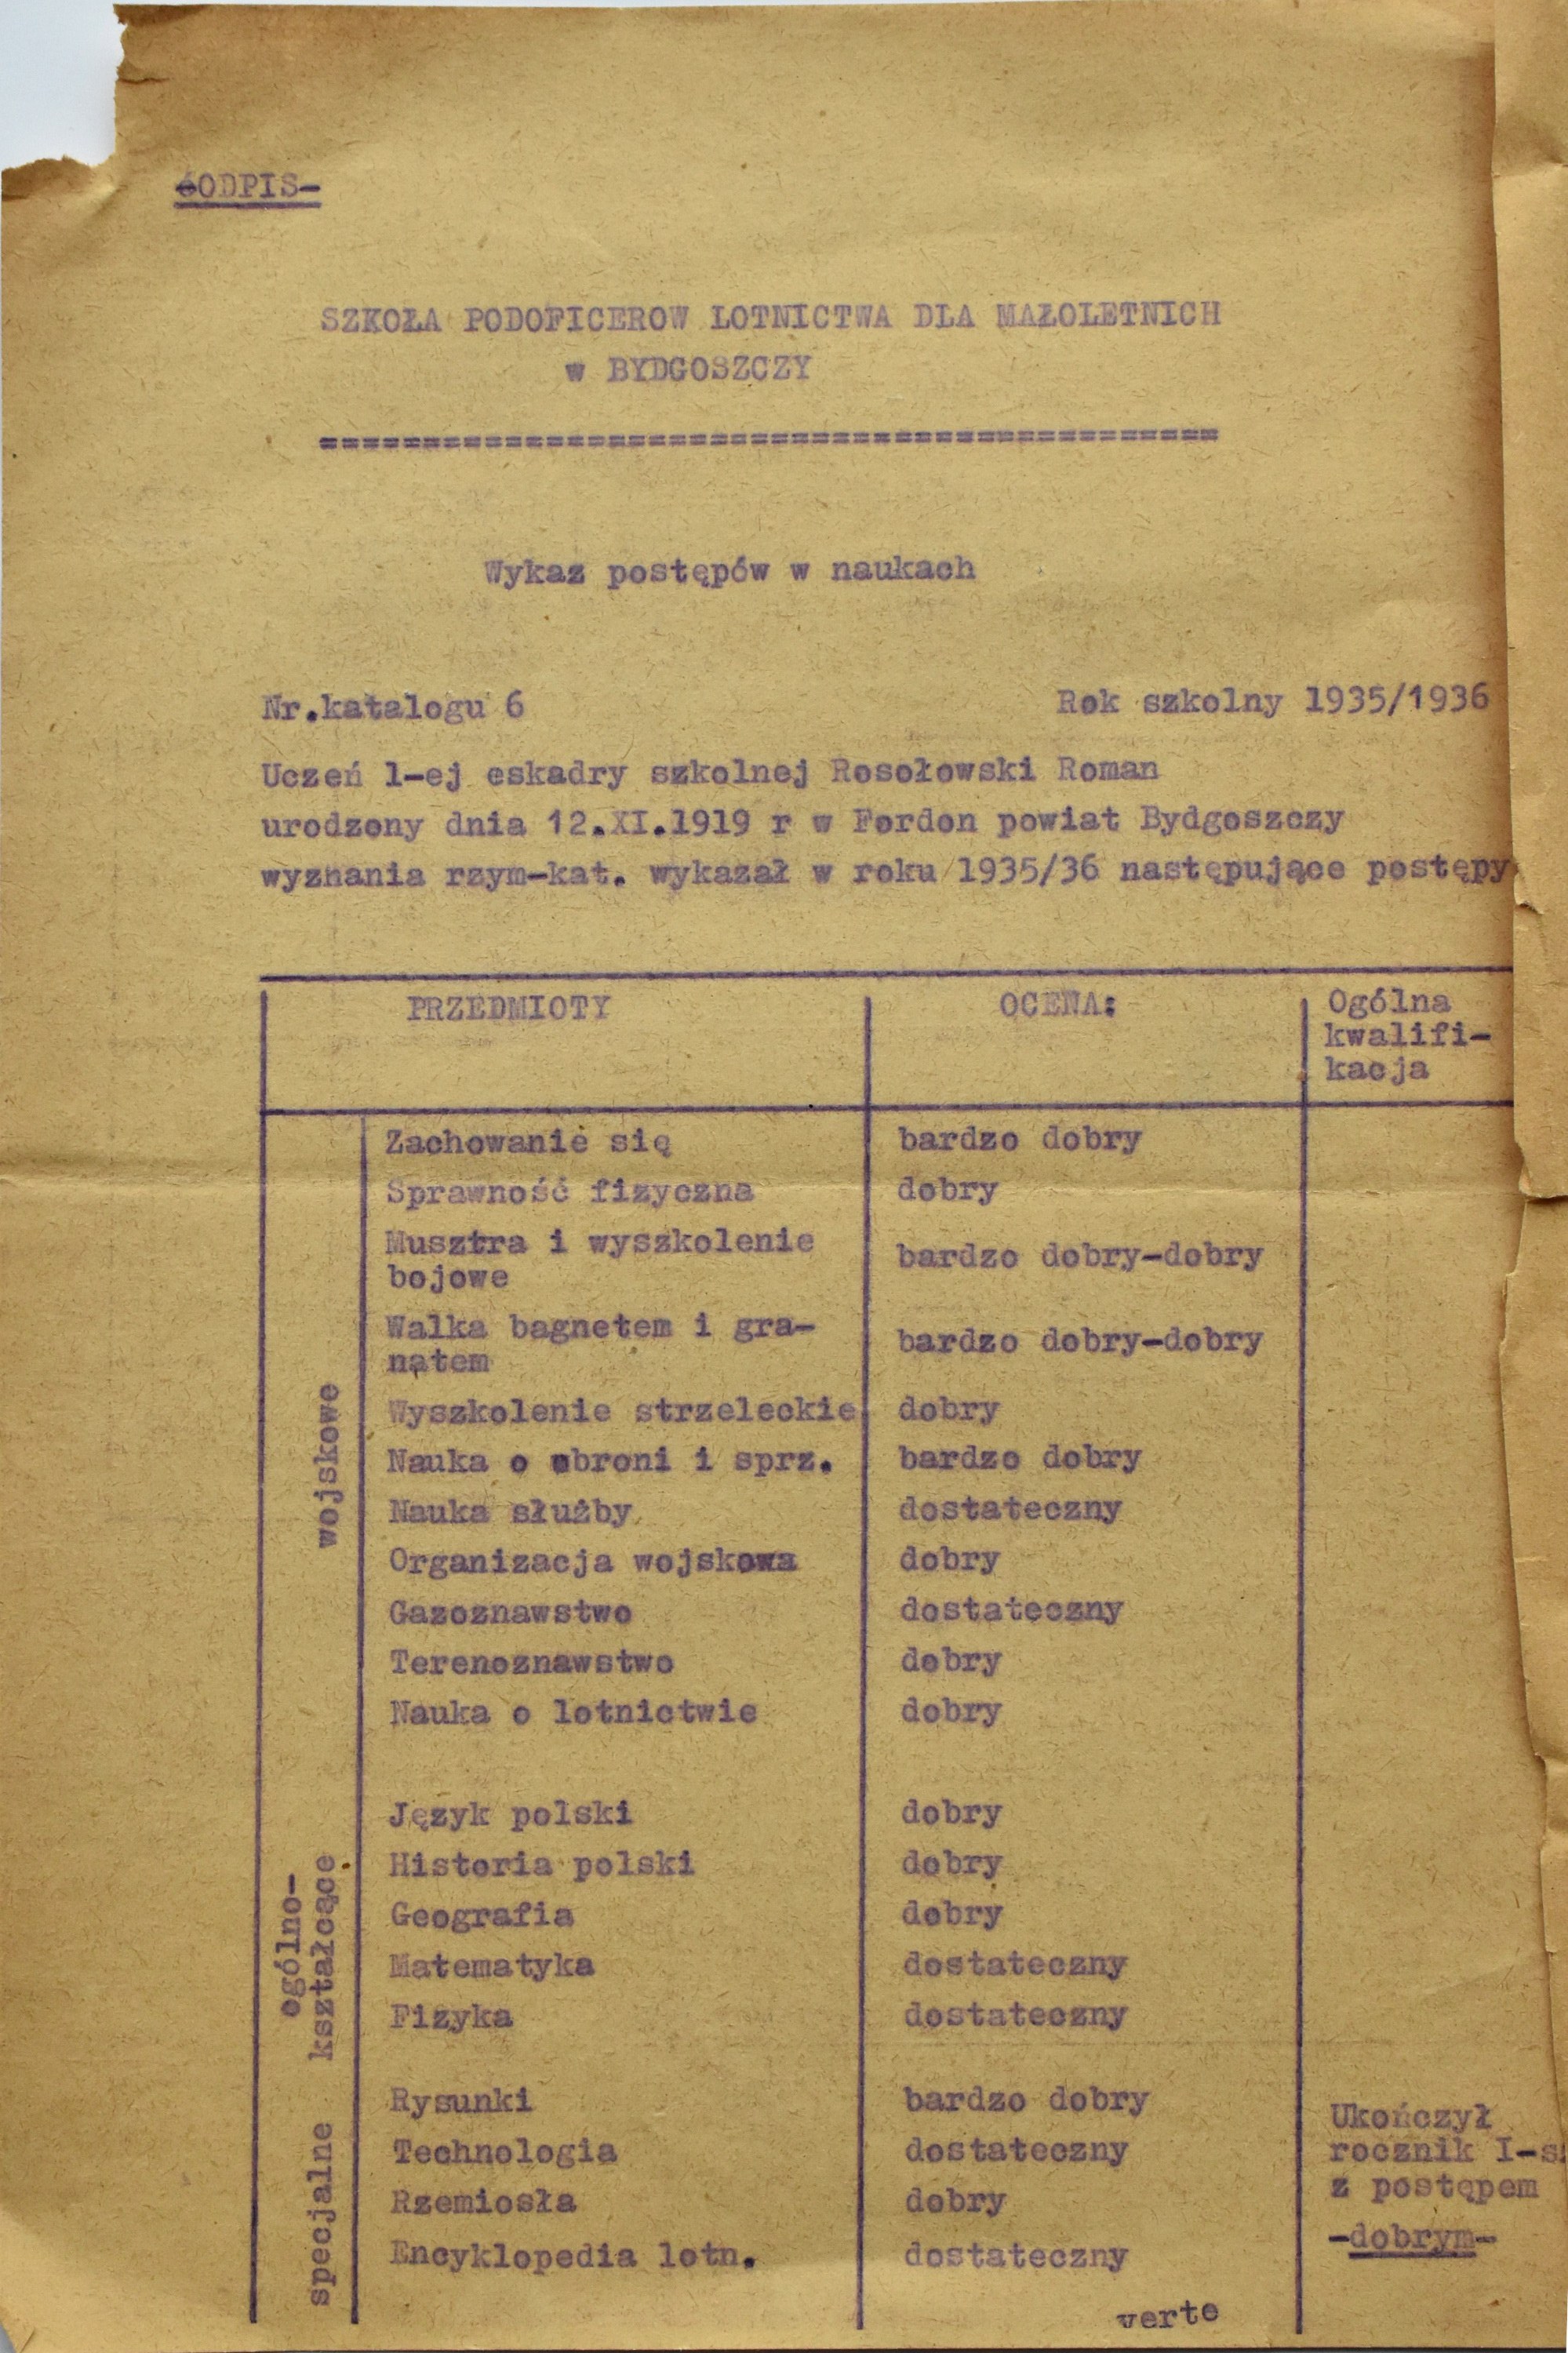 -ODPIS-
SZKOŁA PODOFICEROW LOTNICTWA DLA MAŁOLETNICH
w BYDGOSZCZY
============================================
Wykaz postępów w naukach
Nr.katalogu 6 Rok szkolny 1935/1936
Uczeń 1-ej eskadry szkolnej Rosołowski Roman
urodzony dnia 12.XI.1919 r w Fordon powiat Bydgoszczy
wyznania rzym-kat. wykazał w roku 1935/36 następujące postępy
PRZEDMIOTY OCENA: Ogólna
kwalifi-
kacja
wojskowe
Zachowanie się bardzo dobry
Sprawność fizyczna dobry
Musztra i wyszkolenie
bojowe bardzo dobry-dobry
Walka bagnetem i gra-
natem bardzo dobry-dobry
Wyszkolenie strzeleckie dobry
Nauka o obroni i sprz. bardzo dobry
Nauka służby dostateczny
Organizacja wojskowa dobry
Gazoznawstwo dostateczny
Terenoznawstwo dobry
Nauka o lotnictwie dobry
ogólno-
kształcące
Język polski dobry
Historia polski dobry
Geografia dobry
Matematyka dostateczny
Fizyka dostateczny
specjalne
Rysunki bardzo dobry
Technologia dostateczny
Rzemiosła dobry
Encyklopedia lotn. dostateczny
Ukończył
rocznik I-s
z postępem
-dobrym-
verte